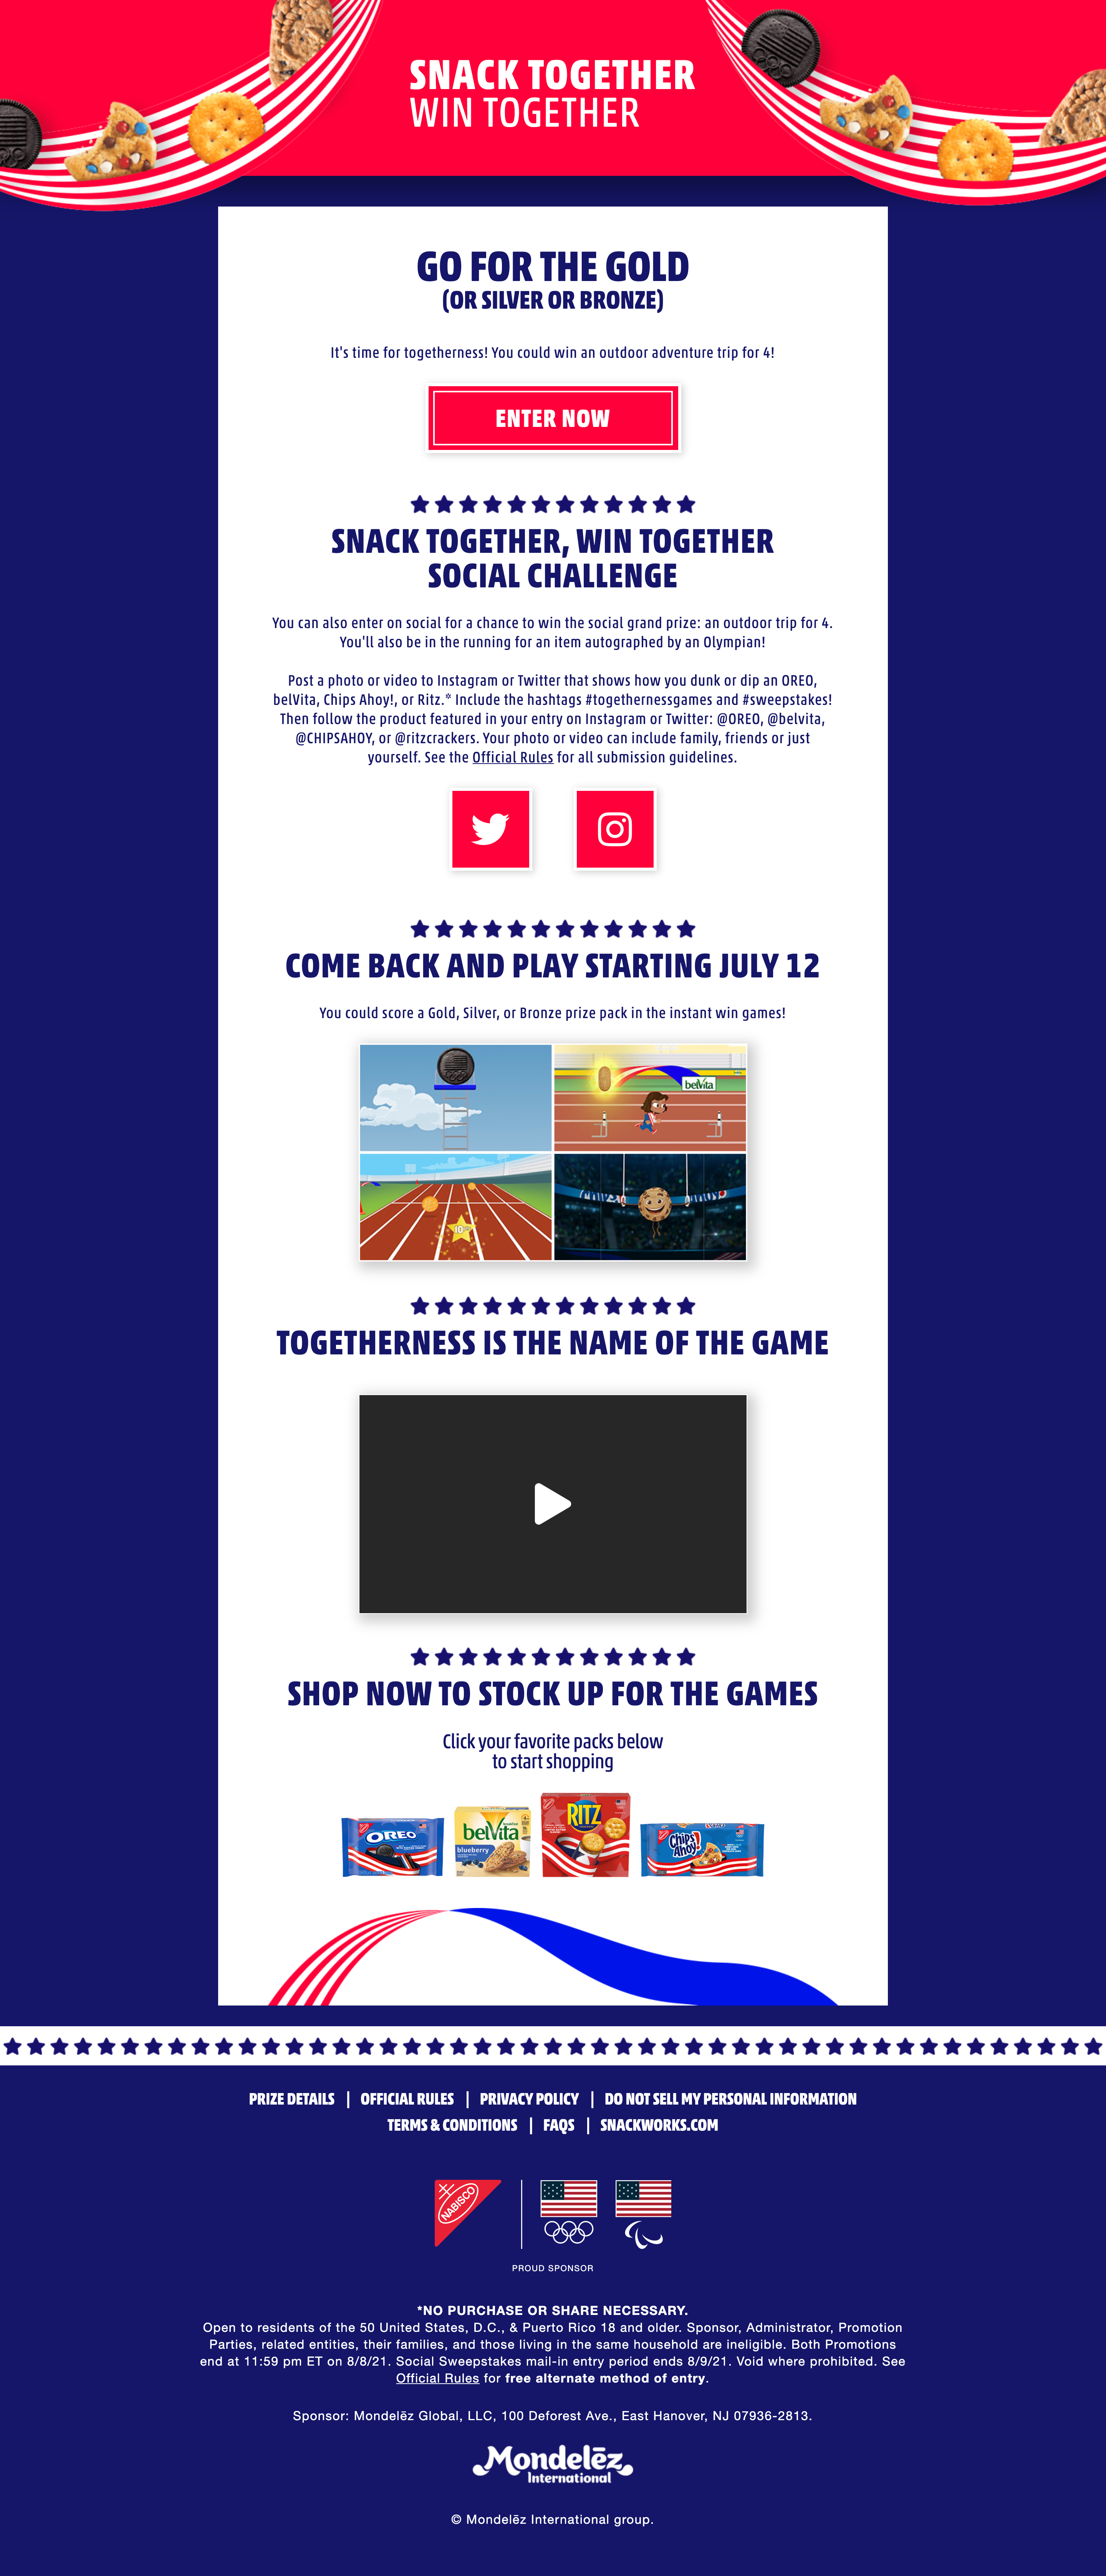 SNACK TOGETHER
WIN TOGETHER
GO FOR THE GOLD
(OR SILVER OR BRONZE)
It's time for togetherness! You could win an outdoor adventure trip for 4!
ENTER NOW
SNACK TOGETHER, WIN TOGETHER
SOCIAL CHALLENGE
You can also enter on social for a chance to win the social grand prize: an outdoor trip for 4.
You'll also be in the running for an item autographed by an Olympian!
Post a photo or video to Instagram or Twitter that shows how you dunk or dip an OREO,
belVita, Chips Ahoy!, or Ritz.* Include the hashtags #togethernessgames and #sweepstakes!
Then follow the product featured in your entry on Instagram or Twitter: @OREO, @belvita,
@CHIPSAHOY, or @ritzcrackers. Your photo or video can include family, friends or just
yourself. See the Official Rules for all submission guidelines.
COME BACK AND PLAY STARTING JULY 12
You could score a Gold, Silver, or Bronze prize pack in the instant win games!
belVita
10
TOGETHERNESS IS THE NAME OF THE GAME
SHOP NOW TO STOCK UP FOR THE GAMES
Click your favorite packs below
to start shopping
OREO
belVita
blueberry
RITZ
Chips Ahoy!
PRIZE DETAILS | OFFICIAL RULES | PRIVACY POLICY | DO NOT SELL MY PERSONAL INFORMATION
TERMS & CONDITIONS | FAQS | SNACKWORKS.COM
NABISCO
PROUD SPONSOR
*NO PURCHASE OR SHARE NECESSARY.
Open to residents of the 50 United States, D.C., & Puerto Rico 18 and older. Sponsor, Administrator, Promotion
Parties, related entities, their families, and those living in the same household are ineligible. Both Promotions
end at 11:59 pm ET on 8/8/21. Social Sweepstakes mail-in entry period ends 8/9/21. Void where prohibited. See
Official Rules for free alternate method of entry.
Sponsor: Mondelēz Global, LLC, 100 Deforest Ave., East Hanover, NJ 07936-2813.
Mondelēz
International
© Mondelēz International group.